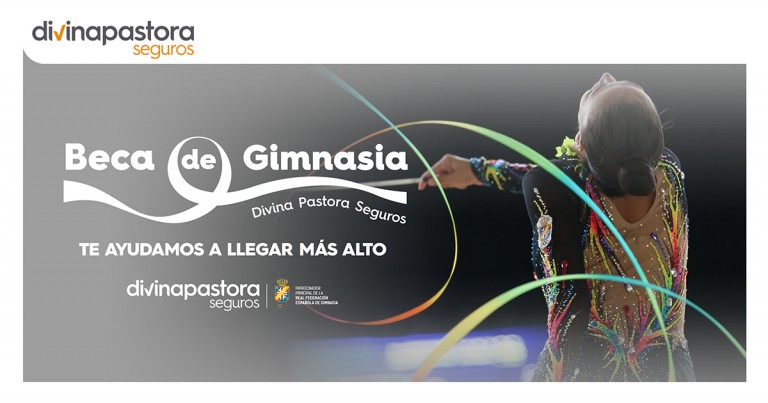 divinapastora
seguros
Beca de Gimnasia
Divina Pastora Seguros
TE AYUDAMOS A LLEGAR MÁS ALTO
divinapastora
seguros
PATROCINADOR
PRINCIPAL DE LA
REAL FEDERACIÓN
ESPAÑOLA DE GIMNASIA